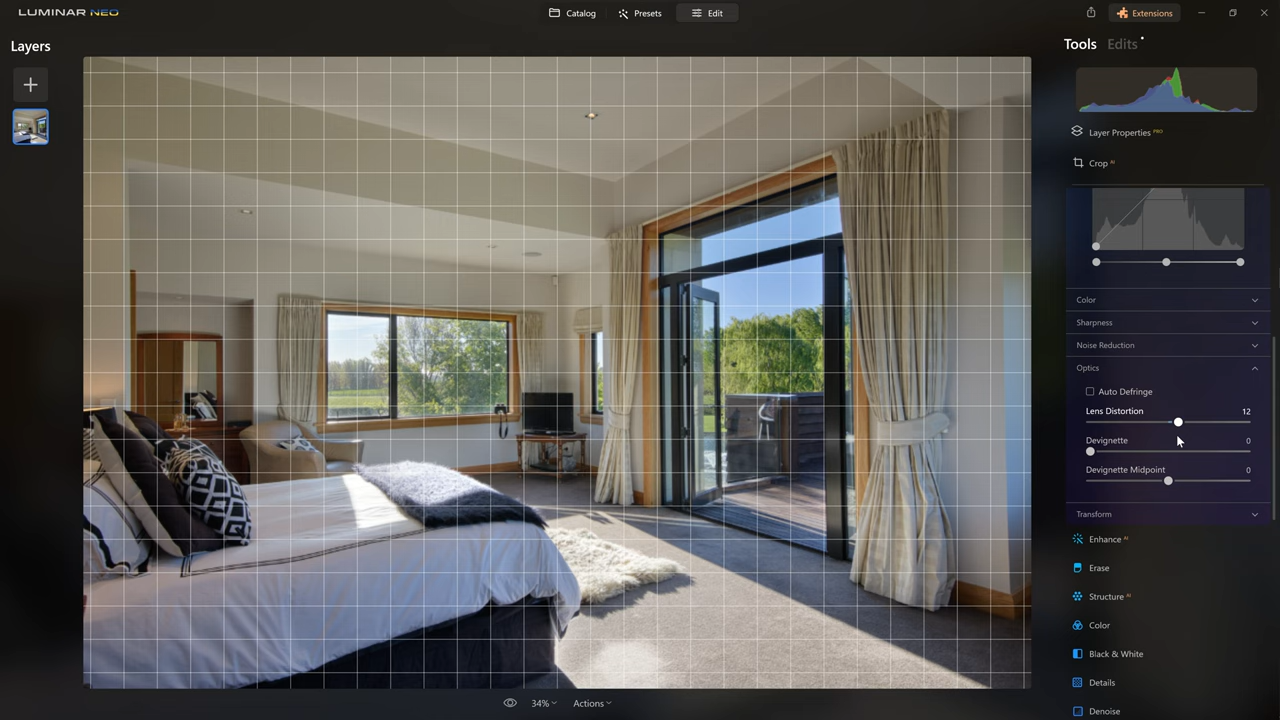 LUMINAR NEO
Catalog
Presets
Edit
Extensions
Layers
Tools
Edits
Layer Properties PRO
Crop AI
Color
Sharpness
Noise Reduction
Optics
Auto Defringe
Lens Distortion 12
Devignette 0
Devignette Midpoint 0
Transform
Enhance AI
Erase
Structure AI
Color
Black & White
Details
Denoise
34%
Actions